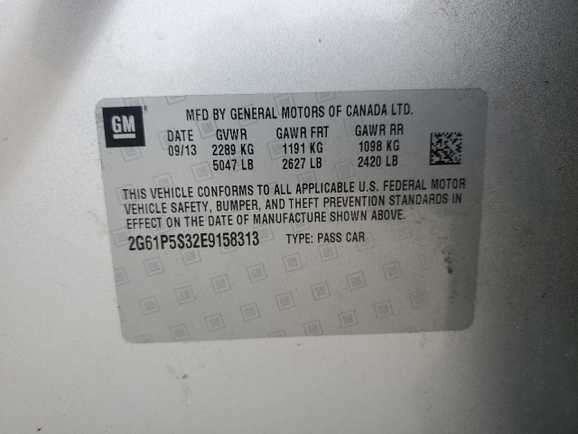 GM
MFD BY GENERAL MOTORS OF CANADA LTD.
DATE GVWR GAWR FRT GAWR RR
09/13 2289 KG 1191 KG 1098 KG
5047 LB 2627 LB 2420 LB
THIS VEHICLE CONFORMS TO ALL APPLICABLE U.S. FEDERAL MOTOR
VEHICLE SAFETY, BUMPER, AND THEFT PREVENTION STANDARDS IN
EFFECT ON THE DATE OF MANUFACTURE SHOWN ABOVE.
2G61P5S32E9158313 TYPE: PASS CAR